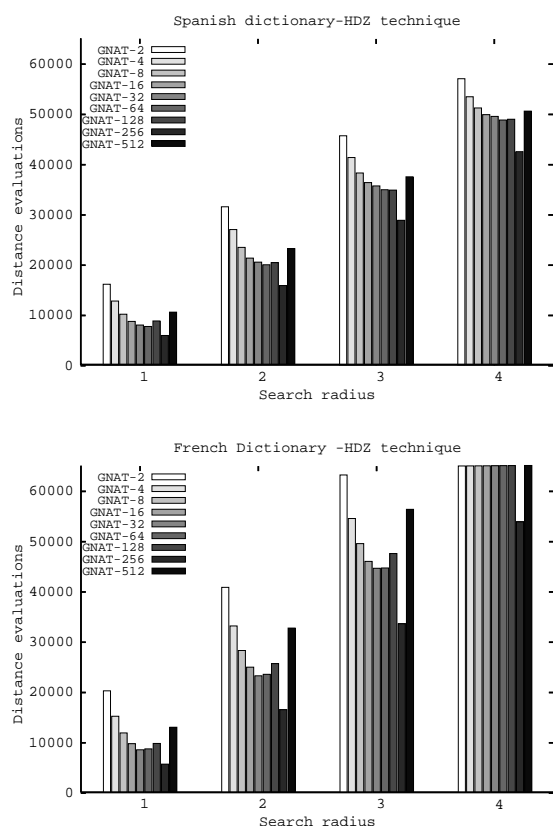 Spanish dictionary-HDZ technique
GNAT-2
GNAT-4
GNAT-8
GNAT-16
GNAT-32
GNAT-64
GNAT-128
GNAT-256
GNAT-512
60000
50000
40000
30000
20000
10000
0
Distance evaluations
1 2 3 4
Search radius
French Dictionary -HDZ technique
GNAT-2
GNAT-4
GNAT-8
GNAT-16
GNAT-32
GNAT-64
GNAT-128
GNAT-256
GNAT-512
60000
50000
40000
30000
20000
10000
0
Distance evaluations
1 2 3 4
Search radius